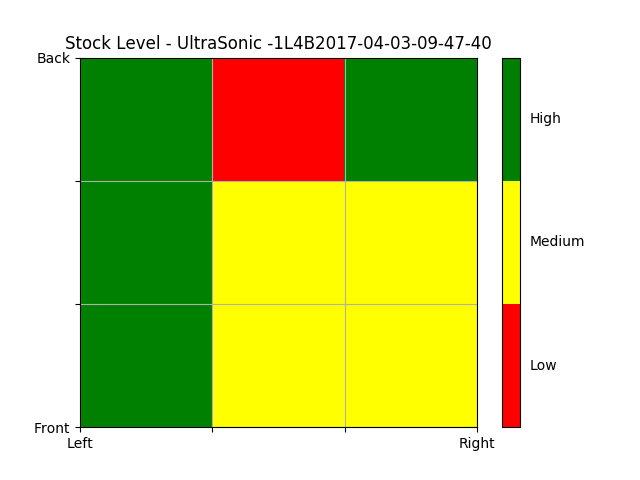 Stock Level - UltraSonic -1L4B2017-04-03-09-47-40
Back
High
Medium
Low
Front
Left
Right